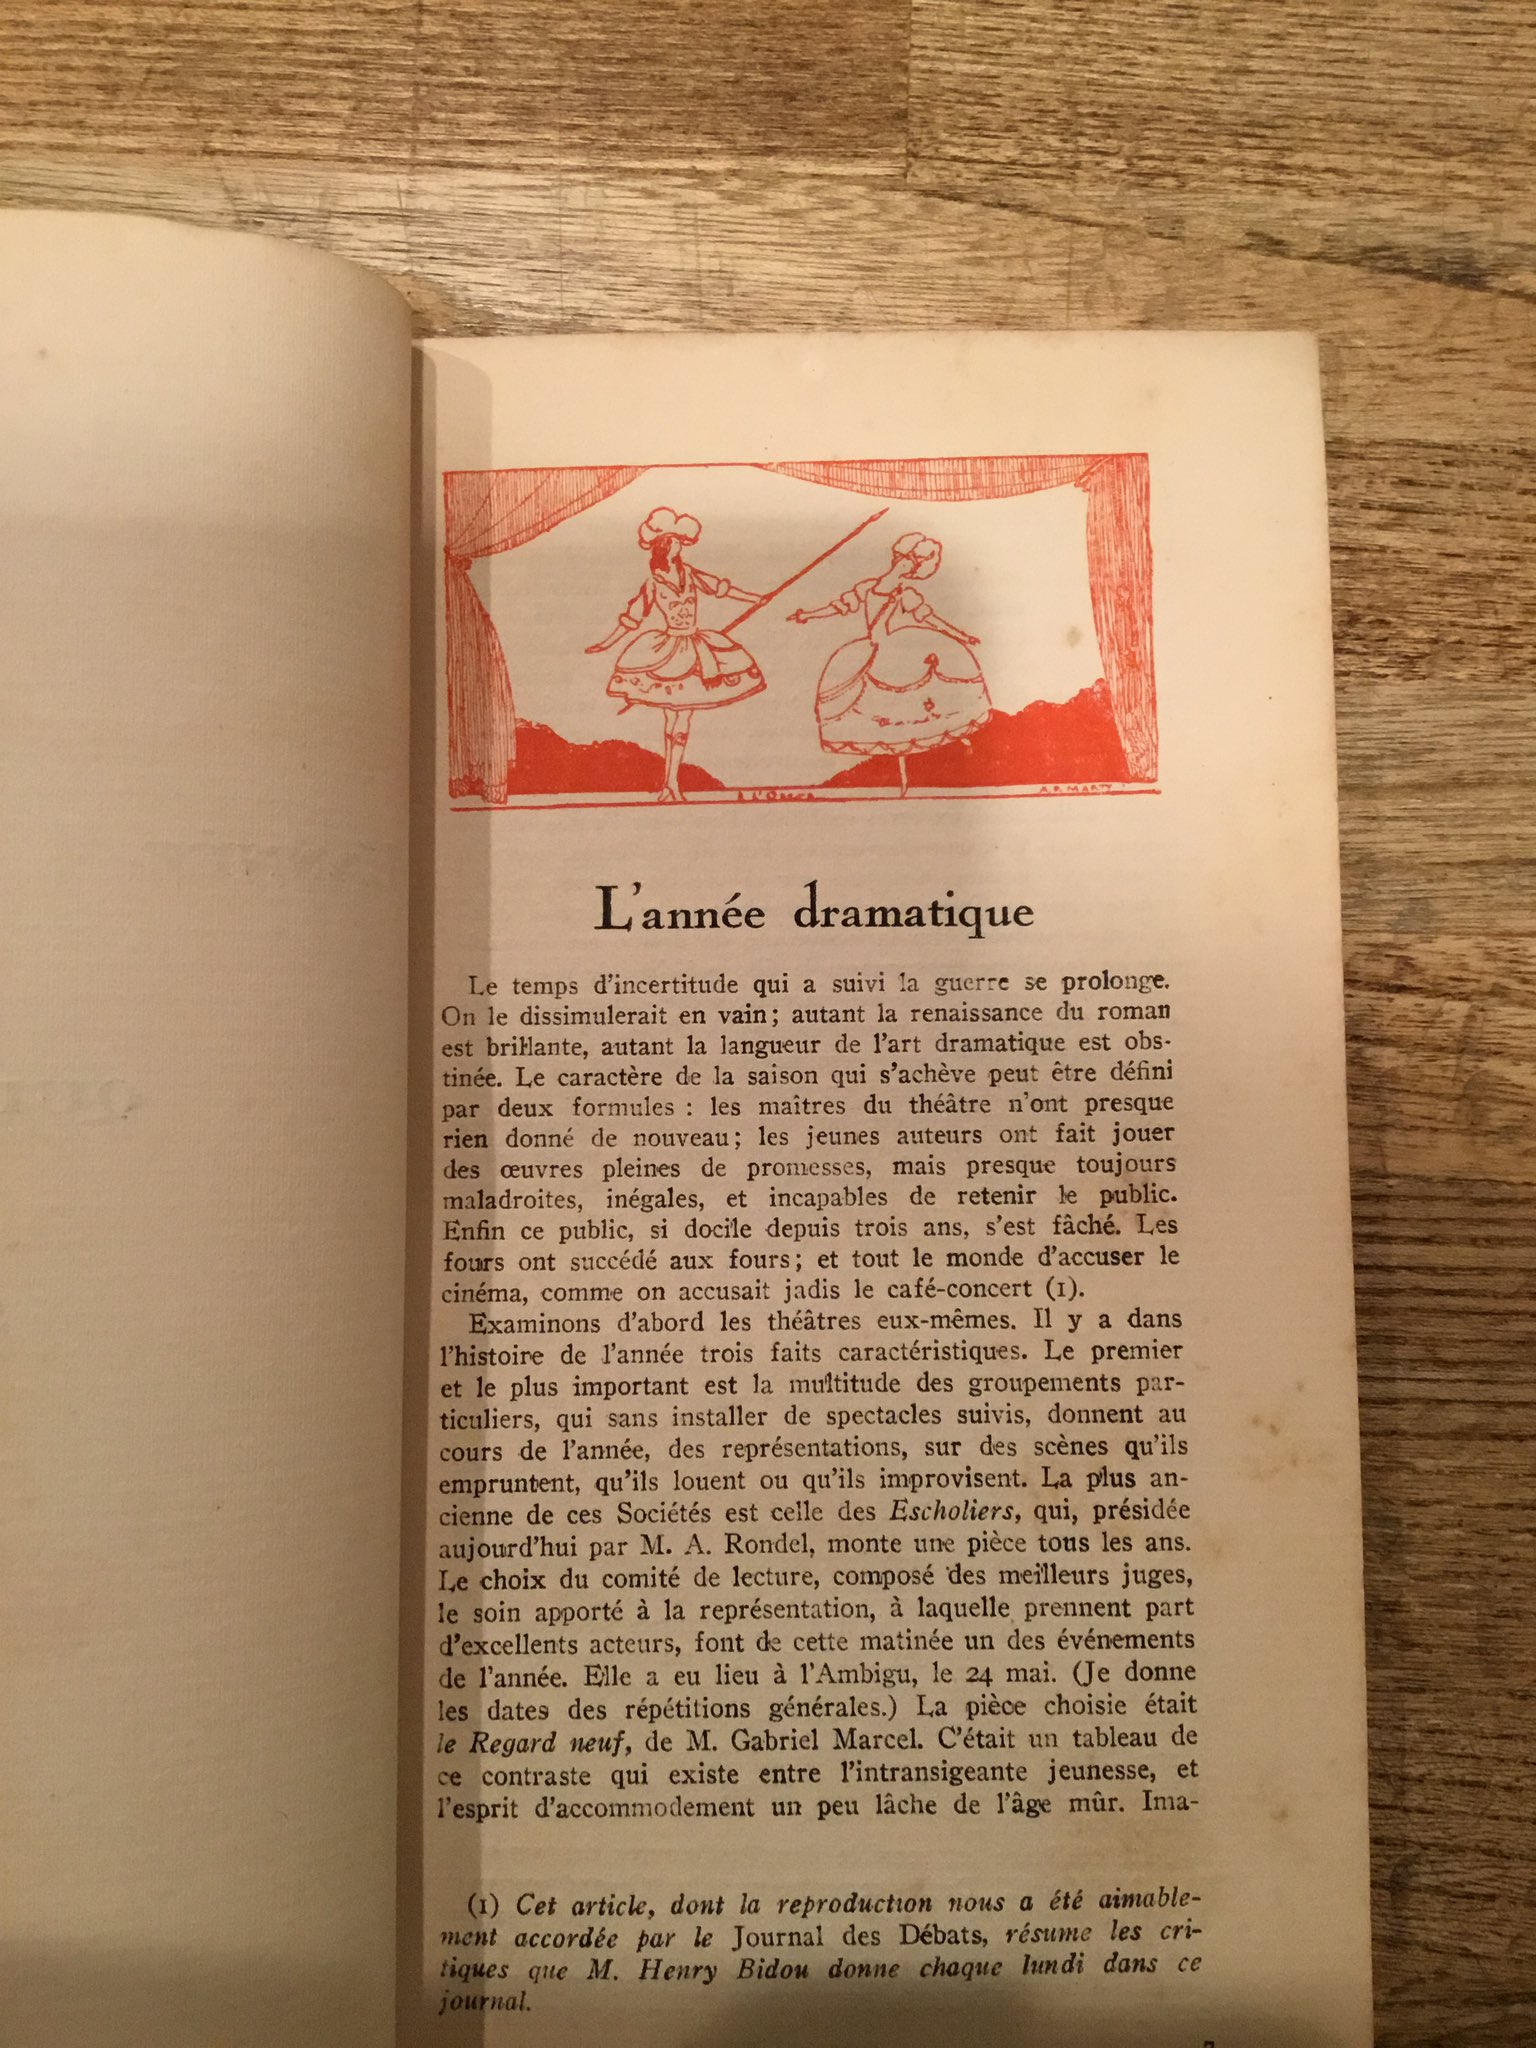 A. E. MARTY
L'année dramatique
Le temps d'incertitude qui a suivi la guerre se prolonge.
On le dissimulerait en vain ; autant la renaissance du roman
est brillante, autant la langueur de l'art dramatique est obs-
tinée. Le caractère de la saison qui s'achève peut être défini
par deux formules : les maîtres du théâtre n'ont presque
rien donné de nouveau ; les jeunes auteurs ont fait jouer
des œuvres pleines de promesses, mais presque toujours
maladroites, inégales, et incapables de retenir le public.
Enfin ce public, si docile depuis trois ans, s'est fâché. Les
fours ont succédé aux fours ; et tout le monde d'accuser le
cinéma, comme on accusait jadis le café-concert (1).
Examinons d'abord les théâtres eux-mêmes. Il y a dans
l'histoire de l'année trois faits caractéristiques. Le premier
et le plus important est la multitude des groupements par-
ticuliers, qui sans installer de spectacles suivis, donnent au
cours de l'année, des représentations, sur des scènes qu'ils
empruntent, qu'ils louent ou qu'ils improvisent. La plus an-
cienne de ces Sociétés est celle des Escholiers, qui, présidée
aujourd'hui par M. A. Rondel, monte une pièce tous les ans.
Le choix du comité de lecture, composé des meilleurs juges,
le soin apporté à la représentation, à laquelle prennent part
d'excellents acteurs, font de cette matinée un des événements
de l'année. Elle a eu lieu à l'Ambigu, le 24 mai. (Je donne
les dates des répétitions générales.) La pièce choisie était
le Regard neuf, de M. Gabriel Marcel. C'était un tableau de
ce contraste qui existe entre l'intransigeante jeunesse, et
l'esprit d'accommodement un peu lâche de l'âge mûr. Ima-
(1) Cet article, dont la reproduction nous a été aimable-
ment accordée par le Journal des Débats, résume les cri-
tiques que M. Henry Bidou donne chaque lundi dans ce
journal.